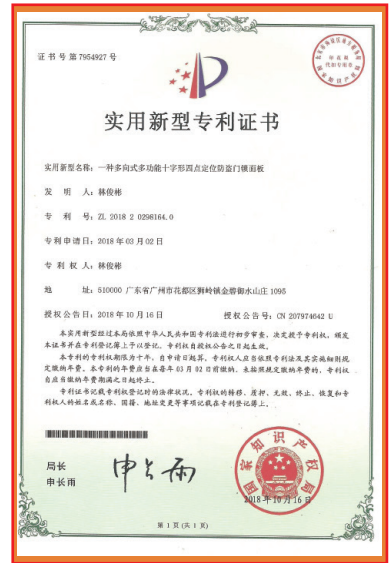 证书号第7954927号
实用新型专利证书
实用新型名称：一种多向式多功能十字形四点定位防盗门锁面板
发 明 人：林俊彬
专 利 号：ZL 2018 2 0298164.0
专利申请日：2018年03月02日
专 利 权 人：林俊彬
地 址：510000 广东省广州市花都区狮岭镇金碧御水山庄1095
授权公告日：2018年10月16日 授权公告号：CN 207974642 U
本实用新型经过本局依照中华人民共和国专利法进行初步审查，决定授予专利权，颁发
本证书并在专利登记簿上予以登记。专利权自授权公告之日起生效。
本专利的专利权期限为十年，自申请日起算。专利权人应当依照专利法及其实施细则规
定缴纳年费。本专利的年费应当在每年03月02日前缴纳。未按照规定缴纳年费的，专利权
自应当缴纳年费期满之日起终止。
专利证书记载专利权登记时的法律状况。专利权的转移、质押、无效、终止、恢复和专
利权人的姓名或名称、国籍、地址变更等事项记载在专利登记簿上。
局长
申长雨
申长雨
国家知识产权局
2018年10月16日
第1页（共1页）